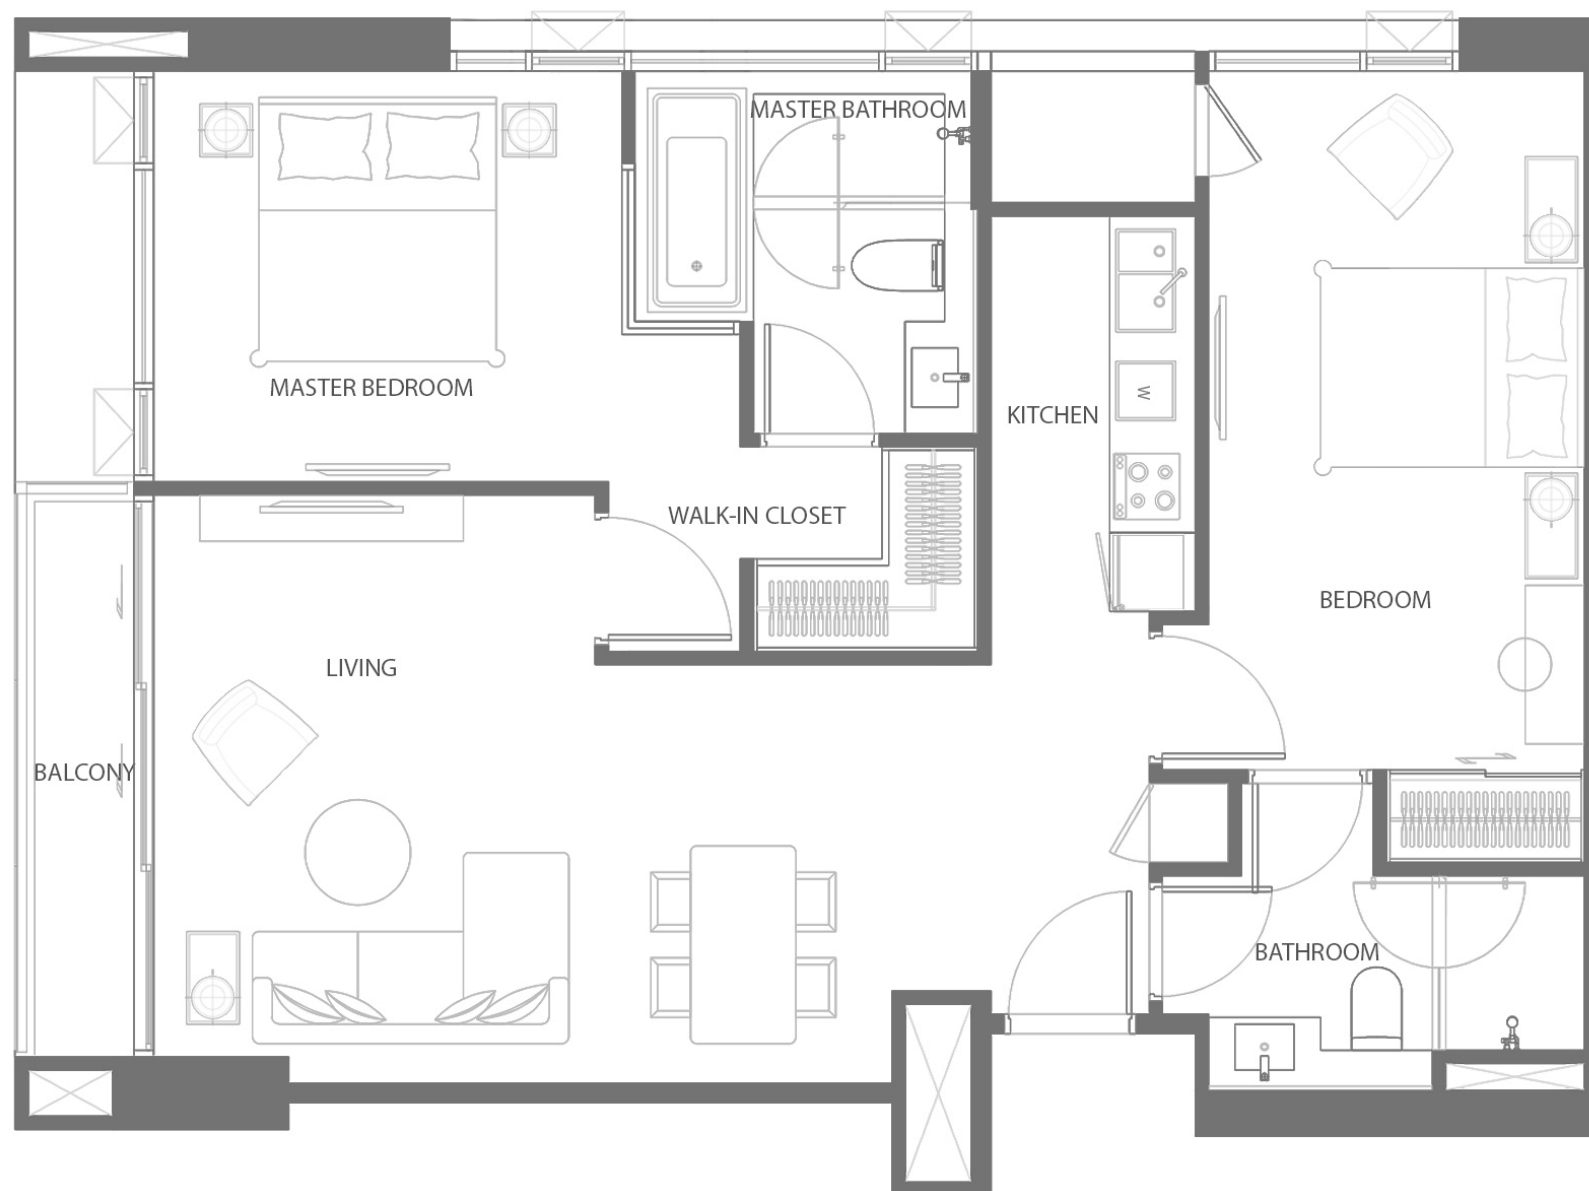 MASTER BATHROOM
MASTER BEDROOM
KITCHEN
W
WALK-IN CLOSET
BEDROOM
LIVING
BALCONY
BATHROOM